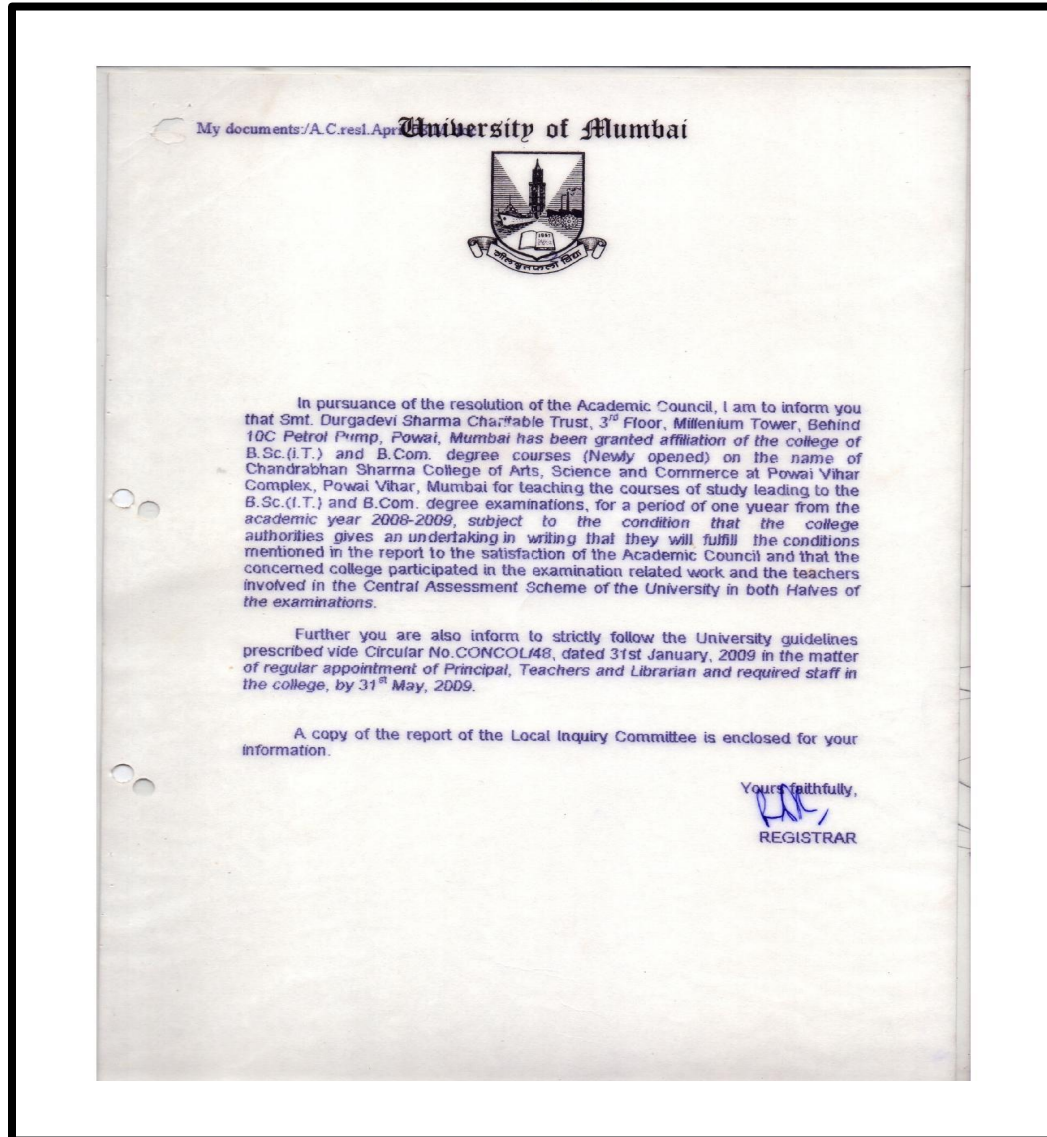 My documents:/A.C.resl.Apr
University of Mumbai
1857
In pursuance of the resolution of the Academic Council, I am to inform you
that Smt. Durgadevi Sharma Charitable Trust, 3rd Floor, Millenium Tower, Behind
10C Petrol Pump, Powai, Mumbai has been granted affiliation of the college of
B.Sc.(I.T.) and B.Com. degree courses (Newly opened) on the name of
Chandrabhan Sharma College of Arts, Science and Commerce at Powai Vihar
Complex, Powai Vihar, Mumbai for teaching the courses of study leading to the
B.Sc.(I.T.) and B.Com. degree examinations, for a period of one yuear from the
academic year 2008-2009, subject to the condition that the college
authorities gives an undertaking in writing that they will fulfill the conditions
mentioned in the report to the satisfaction of the Academic Council and that the
concerned college participated in the examination related work and the teachers
involved in the Central Assessment Scheme of the University in both Halves of
the examinations.
Further you are also inform to strictly follow the University guidelines
prescribed vide Circular No.CONCOL/48, dated 31st January, 2009 in the matter
of regular appointment of Principal, Teachers and Librarian and required staff in
the college, by 31st May, 2009.
A copy of the report of the Local Inquiry Committee is enclosed for your
information.
Yours faithfully,
REGISTRAR